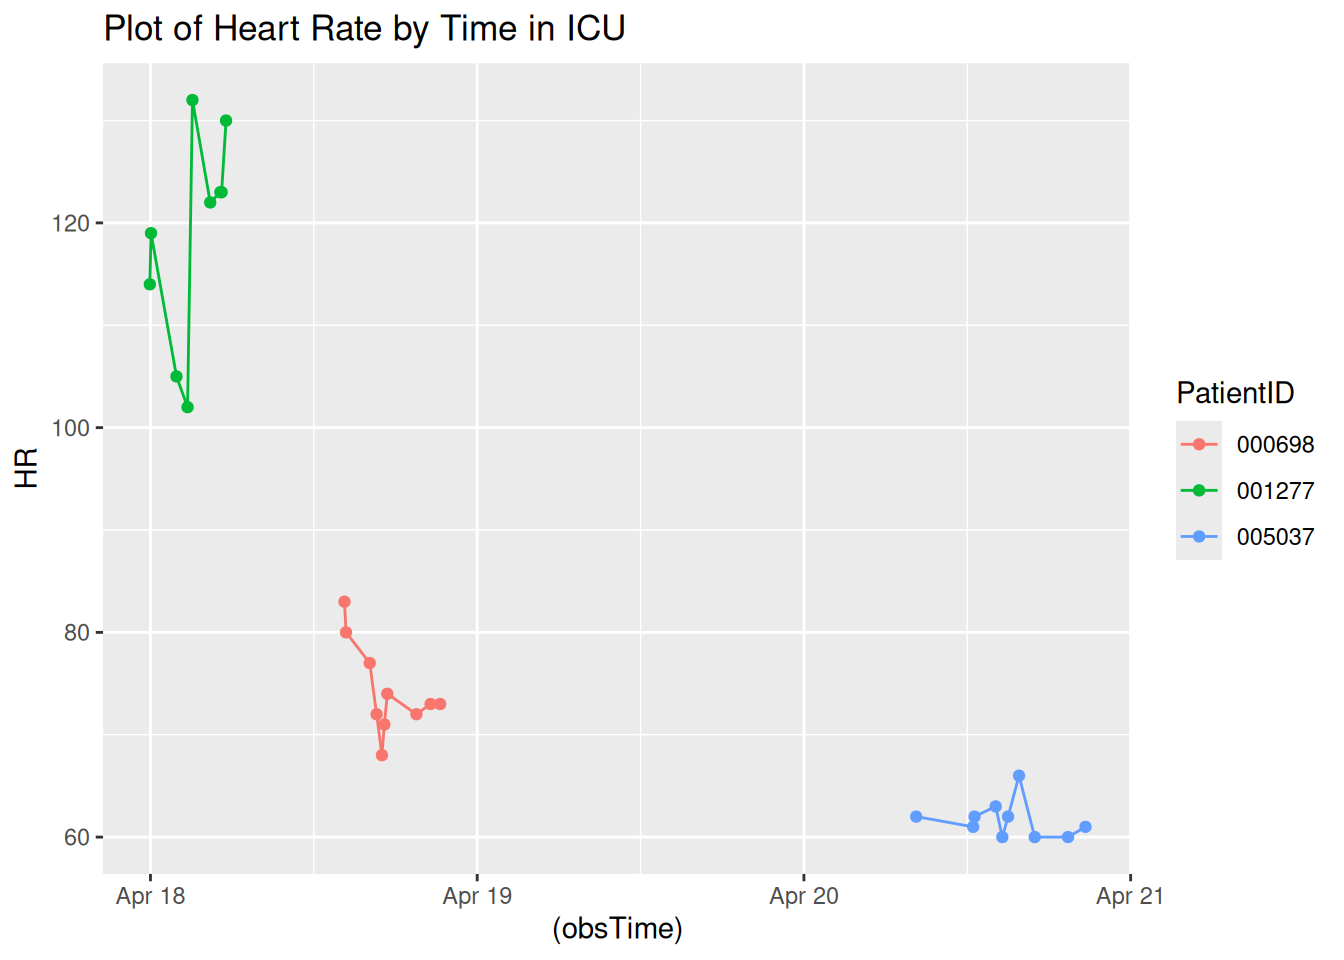 Plot of Heart Rate by Time in ICU
HR
120
100
80
60
Apr 18
Apr 19
Apr 20
Apr 21
(obsTime)
PatientID
000698
001277
005037